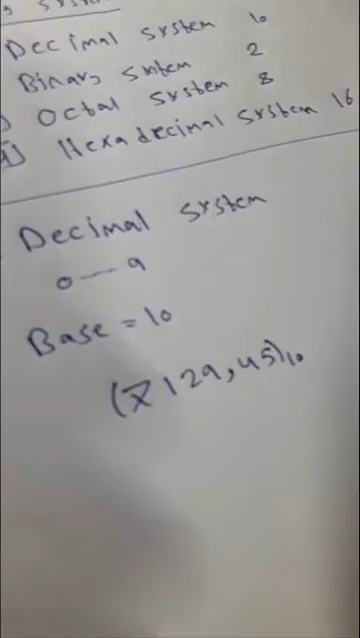 Decimal system 10
Binary system 2
Octal system 8
Hexadecimal system 16
Decimal system
0—9
Base = 10
(7129,45)10